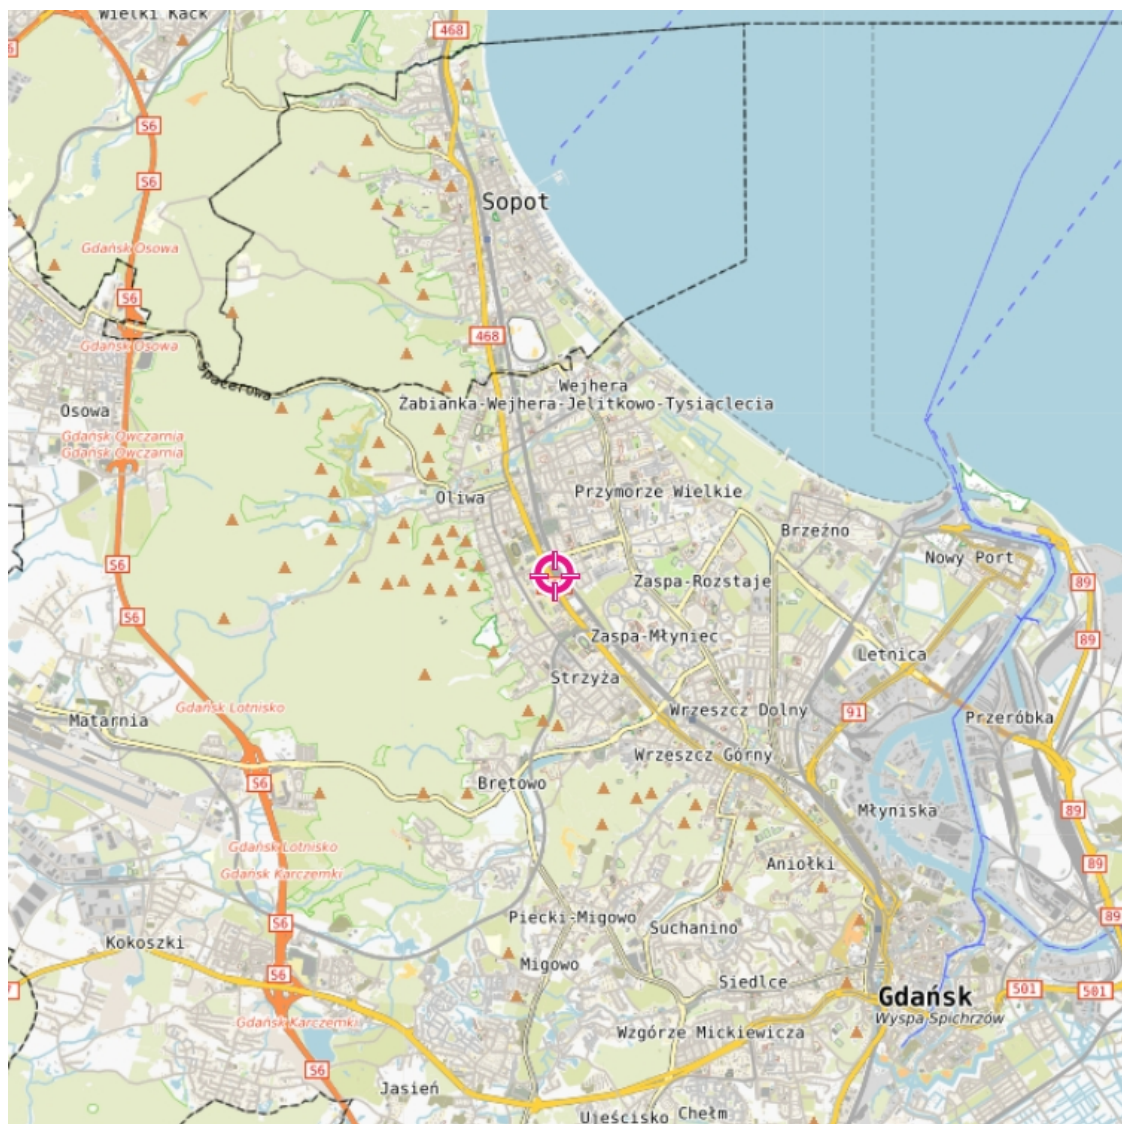 Wielki Kack
468
S6
S6
Sopot
Gdańsk Osowa
S6
468
Gdańsk Osowa
Spacerowa
Wejhera
Żabianka-Wejhera-Jelitkowo-Tysiąclecia
Osowa
Gdańsk Owczarnia
Gdańsk Owczarnia
Oliwa
Przymorze Wielkie
Brzeźno
Nowy Port
S6
Zaspa-Rozstaje
89
S6
Zaspa-Młyniec
89
Letnica
Strzyża
Gdańsk Lotnisko
Matarnia
Wrzeszcz Dolny
91
Przeróbka
Wrzeszcz Górny
S6
Brętowo
Młyniska
89
Gdańsk Lotnisko
Aniołki
89
Gdańsk Karczemki
Piecki-Migowo
89
S6
Suchanino
Kokoszki
Migowo
S6
Siedlce
501
501
Gdańsk
Wyspa Spichrzów
Gdańsk Karczemki
Wzgórze Mickiewicza
S6
Jasień
Ujeścisko
Chełm